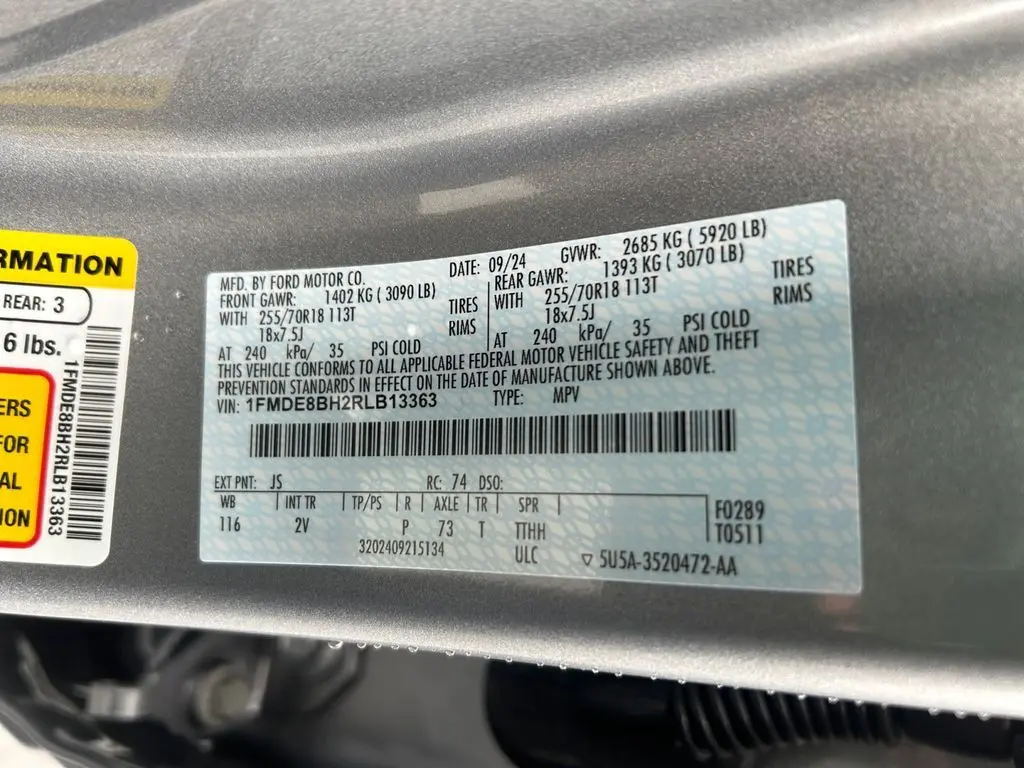 RMATION
REAR: 3
6 lbs.
ERS
FOR
AL
ION
1FMDE8BH2RLB13363
MFD. BY FORD MOTOR CO. DATE: 09/24 GVWR: 2685 KG ( 5920 LB)
FRONT GAWR: 1402 KG ( 3090 LB) REAR GAWR: 1393 KG ( 3070 LB)
WITH 255/70R18 113T TIRES WITH 255/70R18 113T TIRES
18x7.5J RIMS 18x7.5J RIMS
AT 240 kPa/ 35 PSI COLD AT 240 kPa/ 35 PSI COLD
THIS VEHICLE CONFORMS TO ALL APPLICABLE FEDERAL MOTOR VEHICLE SAFETY AND THEFT
PREVENTION STANDARDS IN EFFECT ON THE DATE OF MANUFACTURE SHOWN ABOVE.
VIN: 1FMDE8BH2RLB13363 TYPE: MPV
EXT PNT: JS RC: 74 DSO:
WB INT TR TP/PS R AXLE TR SPR F0289
116 2V P 73 T TTHH T0511
3202409215134 ULC ▽ 5U5A-3520472-AA